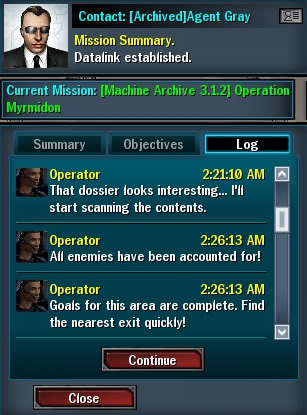 Contact: [Archived]Agent Gray
Mission Summary.
Datalink established.
Current Mission: [Machine Archive 3.1.2] Operation
Myrmidon
Summary
Objectives
Log
Operator 2:21:10 AM
That dossier looks interesting... I'll
start scanning the contents.
Operator 2:26:13 AM
All enemies have been accounted for!
Operator 2:26:13 AM
Goals for this area are complete. Find
the nearest exit quickly!
Continue
Close